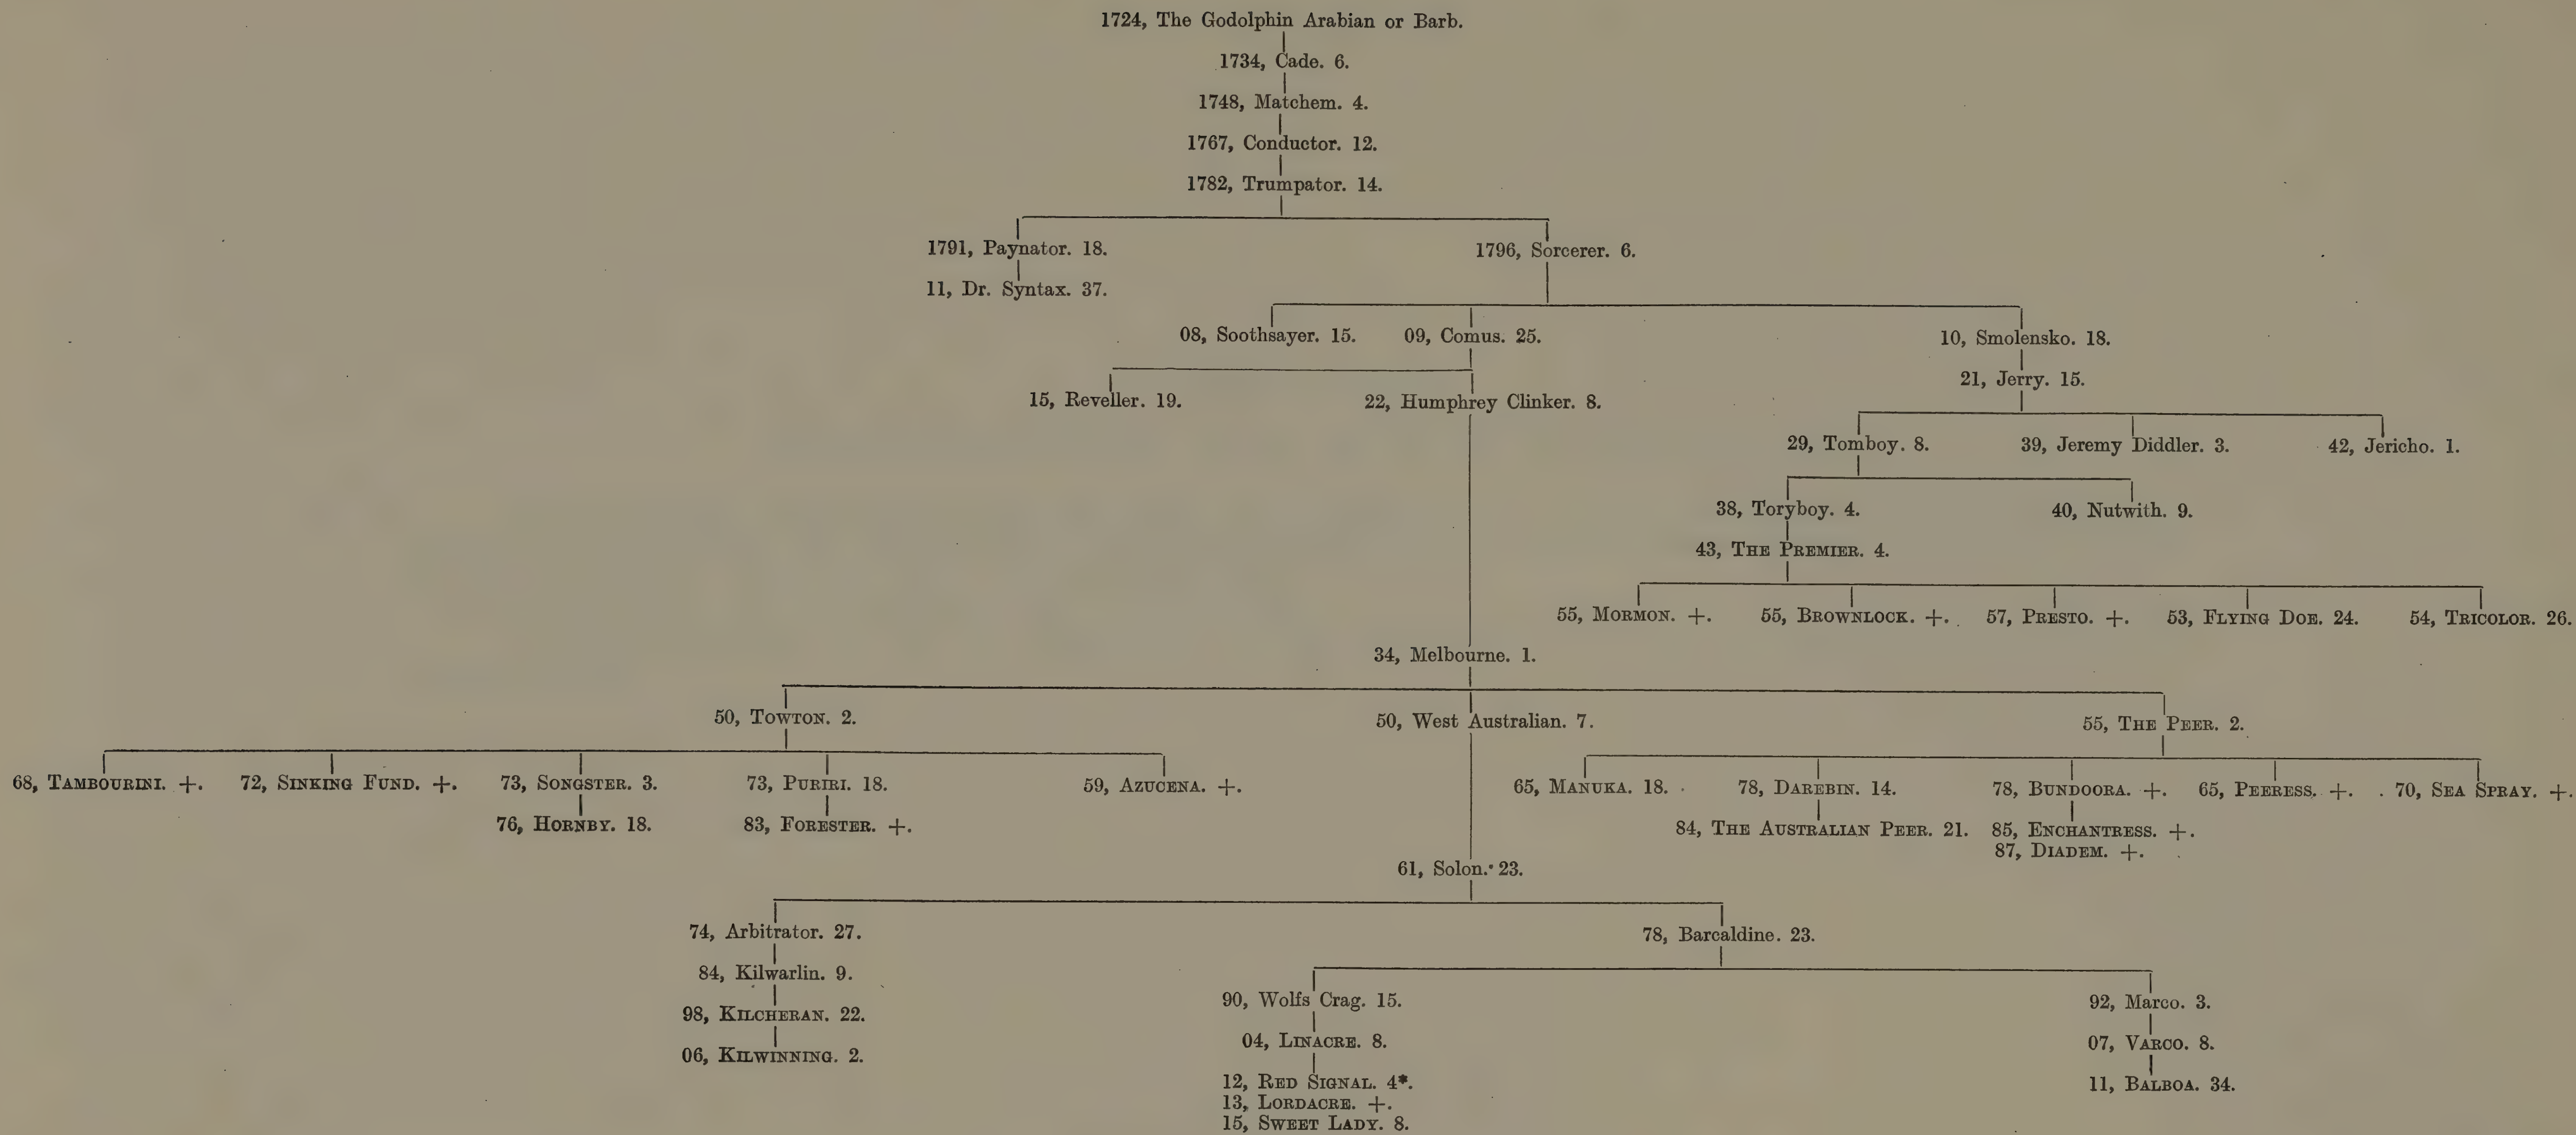 1724, The Godolphin Arabian or Barb.
1734, Cade. 6.
1748, Matchem. 4.
1767, Conductor. 12.
1782, Trumpator. 14.
1791, Paynator. 18.
1796, Sorcerer. 6.
11, Dr. Syntax. 37.
08, Soothsayer. 15.
09, Comus. 25.
10, Smolensko. 18.
21, Jerry. 15.
15, Reveller. 19.
22, Humphrey Clinker. 8.
29, Tomboy. 8.
39, Jeremy Diddler. 3.
42, Jericho. 1.
38, Toryboy. 4.
40, Nutwith. 9.
43, THE PREMIER. 4.
55, MORMON. +.
55, BROWNLOCK. +.
57, PRESTO. +.
53, FLYING DOE. 24.
54, TRICOLOR. 26.
34, Melbourne. 1.
50, TOWTON. 2.
50, West Australian. 7.
55, THE PEER. 2.
68, TAMBOURINI. +.
72, SINKING FUND. +.
73, SONGSTER. 3.
73, PURIRI. 18.
59, AZUCENA. +.
65, MANUKA. 18.
78, DAREBIN. 14.
78, BUNDOORA. +.
65, PEERESS. +.
70, SEA SPRAY. +.
76, HORNBY. 18.
83, FORESTER. +.
84, THE AUSTRALIAN PEER. 21.
85, ENCHANTRESS. +.
87, DIADEM. +.
61, Solon. 23.
74, Arbitrator. 27.
78, Barcaldine. 23.
84, Kilwarlin. 9.
98, KILCHERAN. 22.
06, KILWINNING. 2.
90, Wolfs Crag. 15.
92, Marco. 3.
04, LINACRE. 8.
07, VARCO. 8.
12, RED SIGNAL. 4*.
13, LORDACRE. +.
15, SWEET LADY. 8.
11, BALBOA. 34.